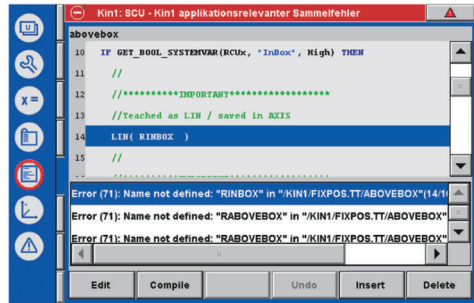 Kin1: SCU - Kin1 applikationsrelevanter Sammelfehler
abovebox
10 IF GET_BOOL_SYSTEMVAR(RCUx, "InBox", High) THEN
11 //
12 //**********IMPORTANT******************
13 //Teached as LIN / saved in AXIS
14 LIN( RINBOX )
15 //
//**********IMPORTANT******************
Error (71): Name not defined: "RINBOX" in "/KIN1/FIXPOS.TT/ABOVEBOX"(14/1
Error (71): Name not defined: "RABOVEBOX" in "/KIN1/FIXPOS.TT/ABOVEBOX"
Error (71): Name not defined: "RABOVEBOX" in "/KIN1/FIXPOS.TT/ABOVEBOX"
Edit Compile Undo Insert Delete